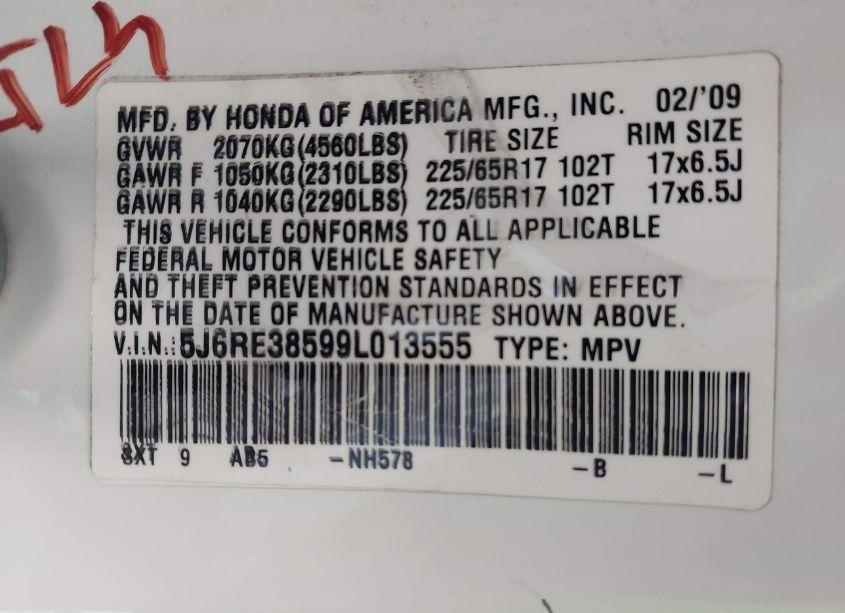 MFD. BY HONDA OF AMERICA MFG., INC. 02/'09
GVWR 2070KG(4560LBS) TIRE SIZE RIM SIZE
GAWR F 1050KG(2310LBS) 225/65R17 102T 17x6.5J
GAWR R 1040KG(2290LBS) 225/65R17 102T 17x6.5J
THIS VEHICLE CONFORMS TO ALL APPLICABLE
FEDERAL MOTOR VEHICLE SAFETY
AND THEFT PREVENTION STANDARDS IN EFFECT
ON THE DATE OF MANUFACTURE SHOWN ABOVE.
V.I.N.: 5J6RE38599L013555 TYPE: MPV
SXT 9 AB5 -NH578 -B -L